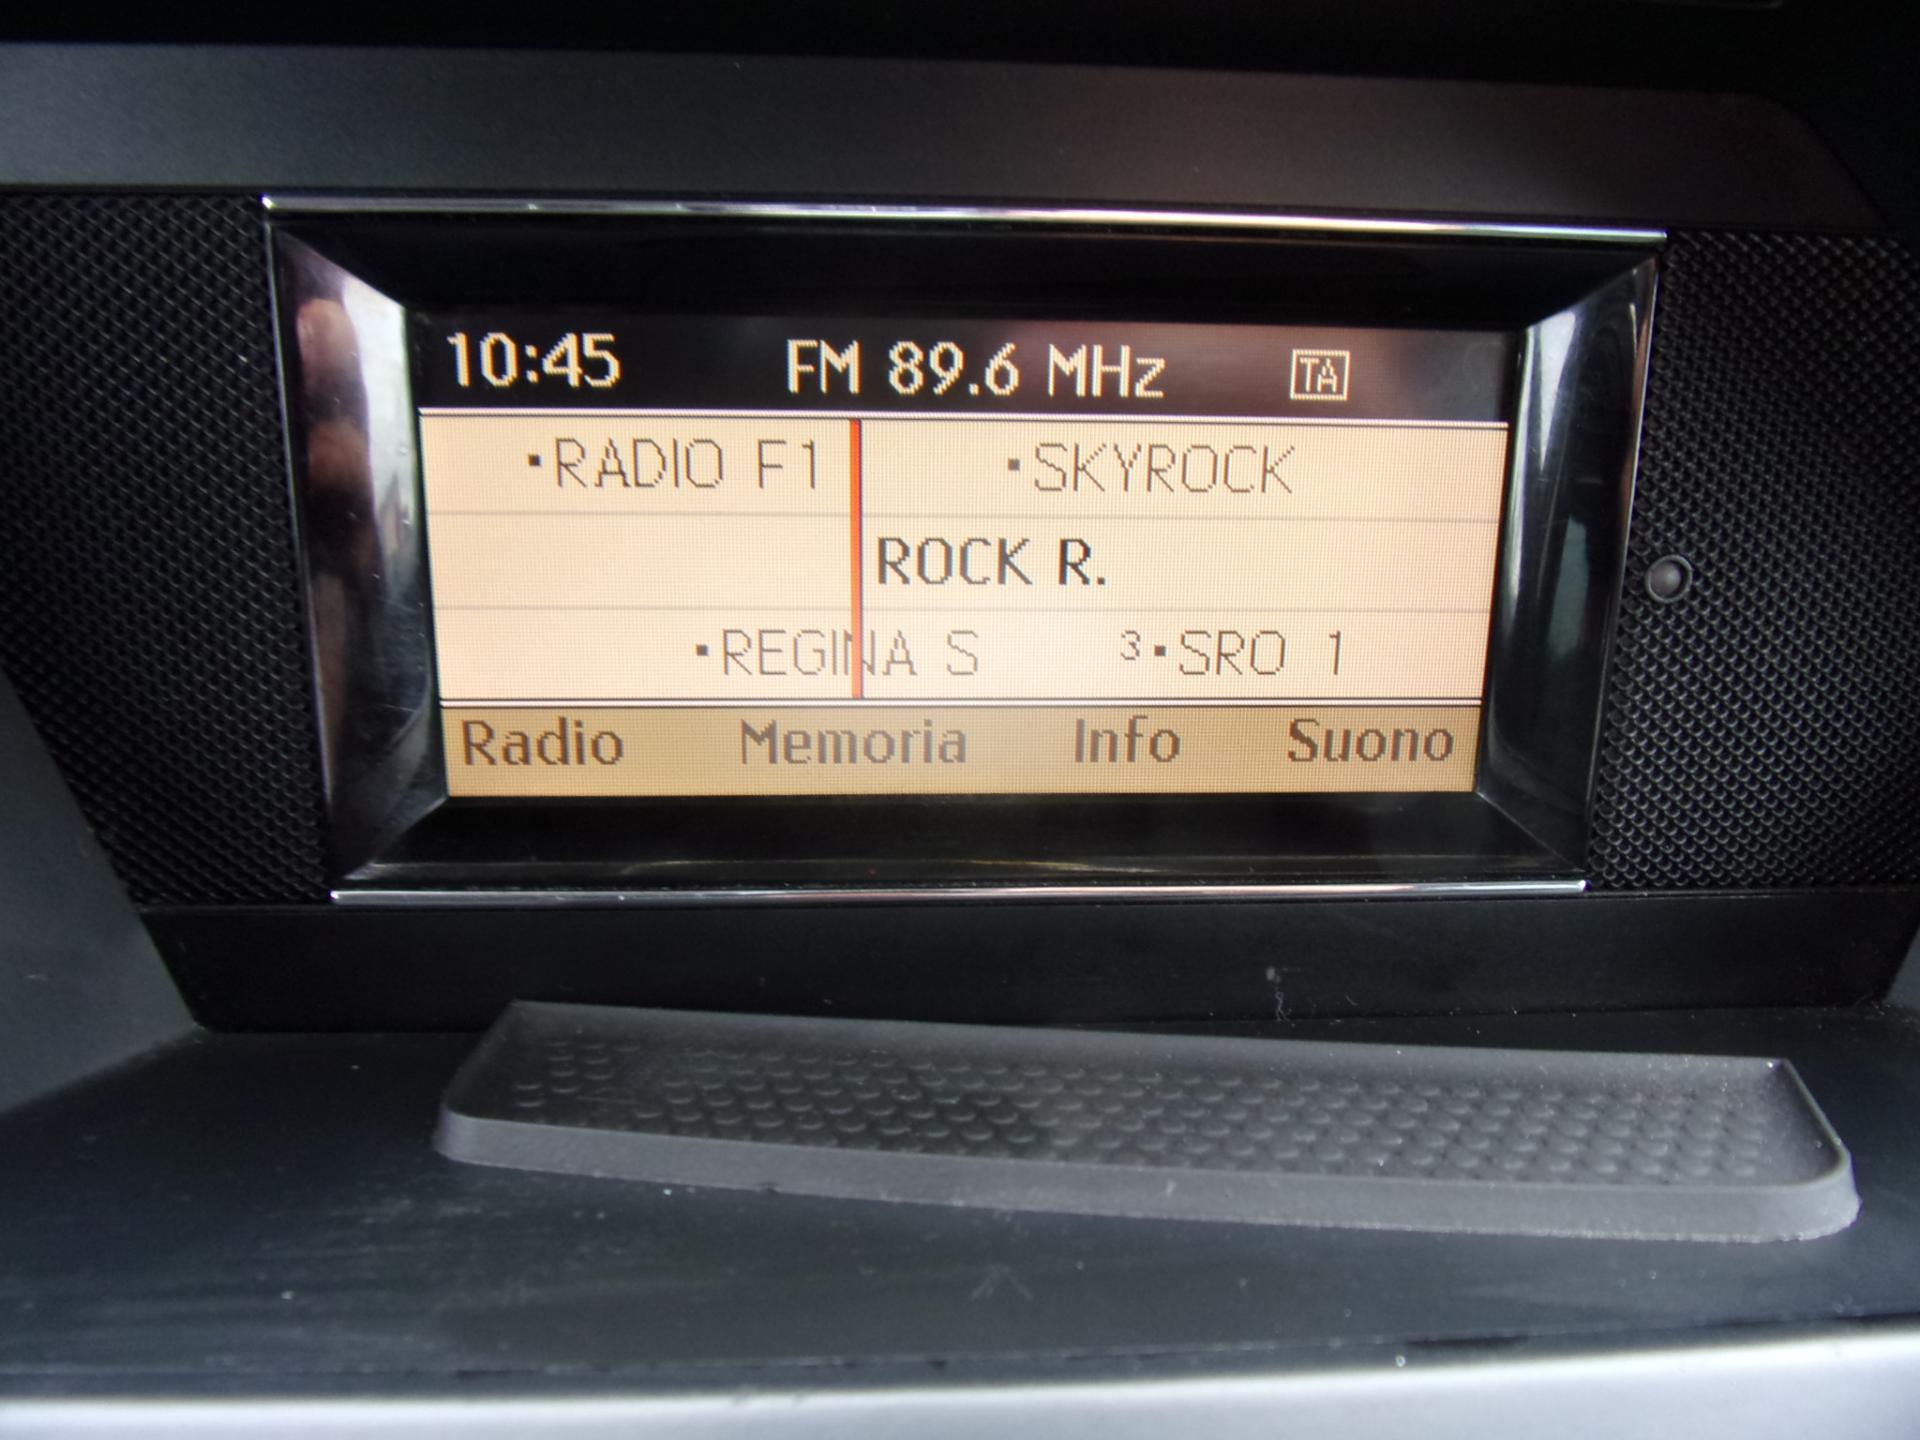 10:45 FM 89.6 MHz TA
▪RADIO F1 ▪SKYROCK
ROCK R.
▪REGINA S 3▪SRO 1
Radio Memoria Info Suono